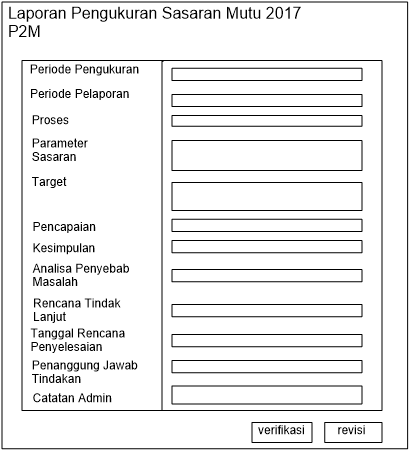 Laporan Pengukuran Sasaran Mutu 2017
P2M
Periode Pengukuran
Periode Pelaporan
Proses
Parameter
Sasaran
Target
Pencapaian
Kesimpulan
Analisa Penyebab
Masalah
Rencana Tindak
Lanjut
Tanggal Rencana
Penyelesaian
Penanggung Jawab
Tindakan
Catatan Admin
verifikasi
revisi